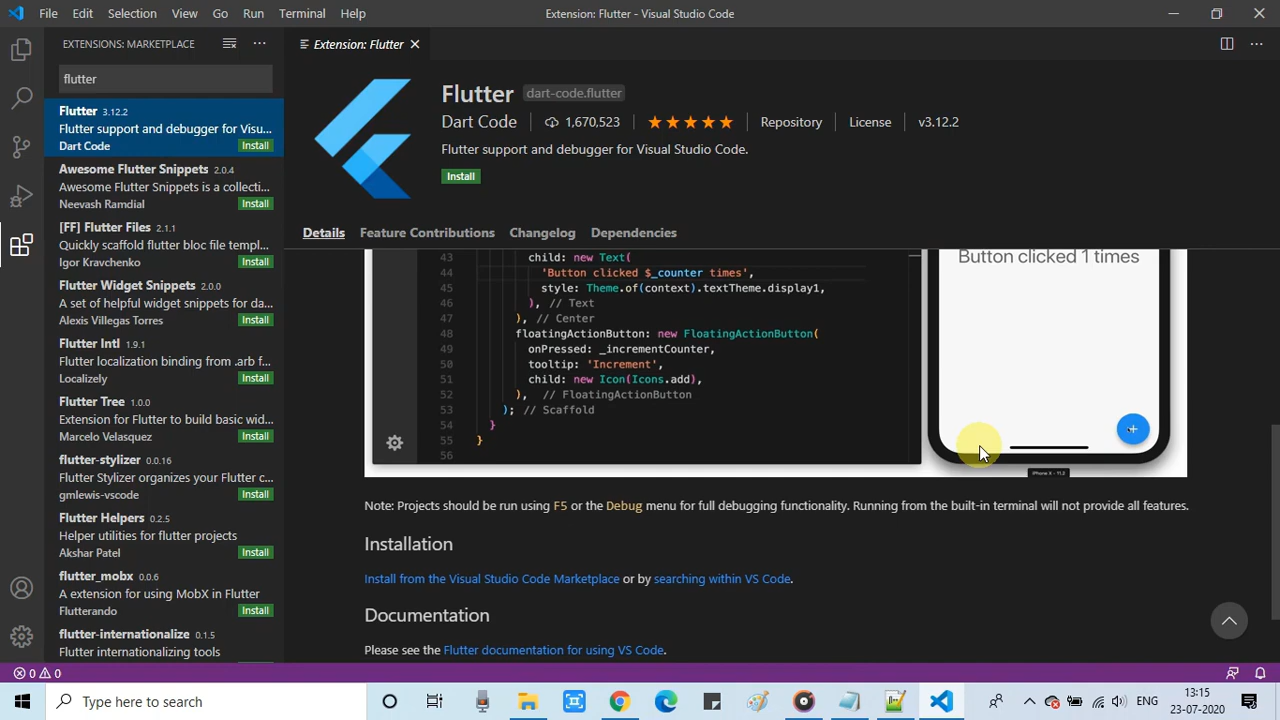 File Edit Selection View Go Run Terminal Help
Extension: Flutter - Visual Studio Code
EXTENSIONS: MARKETPLACE
flutter
Flutter 3.12.2
Flutter support and debugger for Visu...
Dart Code Install
Awesome Flutter Snippets 2.0.4
Awesome Flutter Snippets is a collecti...
Neevash Ramdial Install
[FF] Flutter Files 2.1.1
Quickly scaffold flutter bloc file templ...
Igor Kravchenko Install
Flutter Widget Snippets 2.0.0
A set of helpful widget snippets for da...
Alexis Villegas Torres Install
Flutter Intl 1.9.1
Flutter localization binding from .arb f...
Localizely Install
Flutter Tree 1.0.0
Extension for Flutter to build basic wid...
Marcelo Velasquez Install
flutter-stylizer 0.0.16
Flutter Stylizer organizes your Flutter c...
gmlewis-vscode Install
Flutter Helpers 0.2.5
Helper utilities for flutter projects
Akshar Patel Install
flutter_mobx 0.0.6
A extension for using MobX in Flutter
Flutterando Install
flutter-internationalize 0.1.5
Flutter internationalizing tools
Extension: Flutter
Flutter dart-code.flutter
Dart Code 1,670,523 Repository License v3.12.2
Flutter support and debugger for Visual Studio Code.
Install
Details Feature Contributions Changelog Dependencies
43 child: new Text(
44 'Button clicked $_counter times',
45 style: Theme.of(context).textTheme.display1,
46 ), // Text
47 ), // Center
48 floatingActionButton: new FloatingActionButton(
49 onPressed: _incrementCounter,
50 tooltip: 'Increment',
51 child: new Icon(Icons.add),
52 ), // FloatingActionButton
53 ); // Scaffold
54 }
55 }
56
Button clicked 1 times
iPhone X - 11.2
Note: Projects should be run using F5 or the Debug menu for full debugging functionality. Running from the built-in terminal will not provide all features.
Installation
Install from the Visual Studio Code Marketplace or by searching within VS Code.
Documentation
Please see the Flutter documentation for using VS Code.
0 0
Type here to search
ENG
13:15
23-07-2020